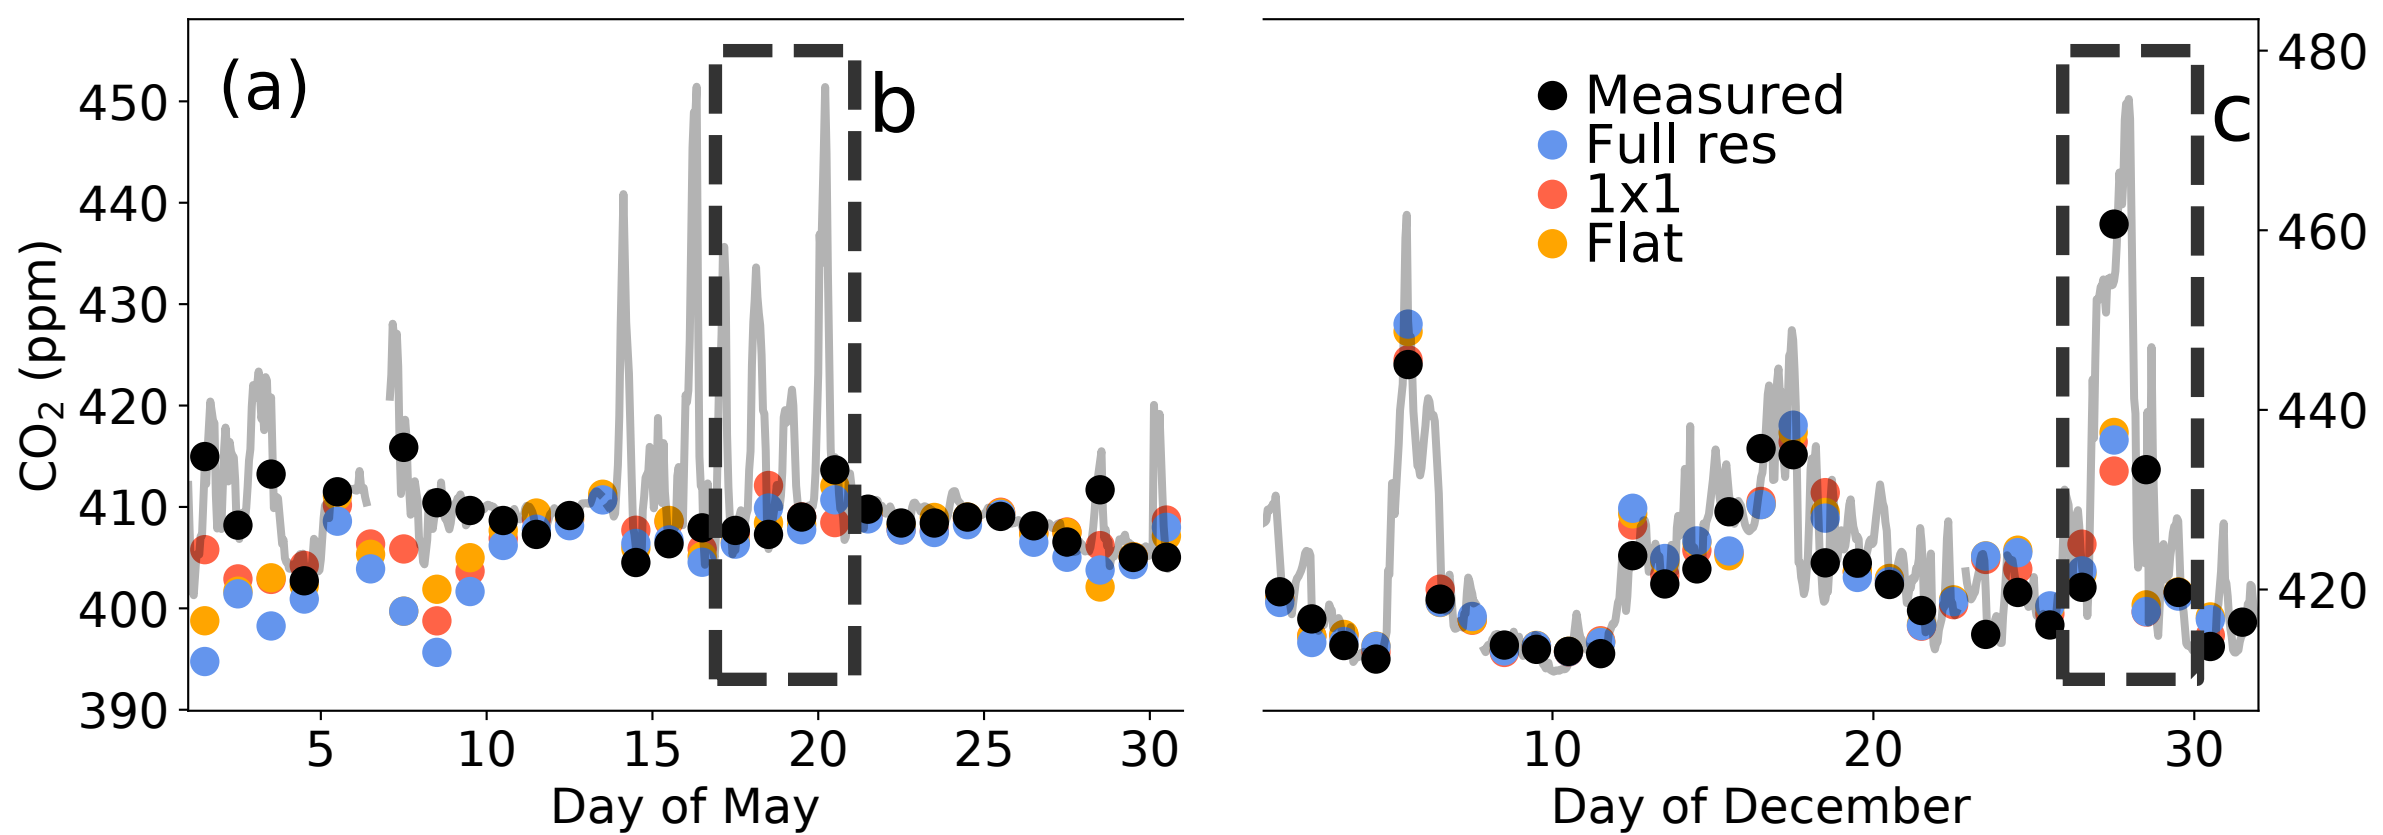 (a)
b
c
Measured
Full res
1x1
Flat
CO2 (ppm)
450
440
430
420
410
400
390
480
460
440
420
5 10 15 20 25 30
10 20 30
Day of May
Day of December